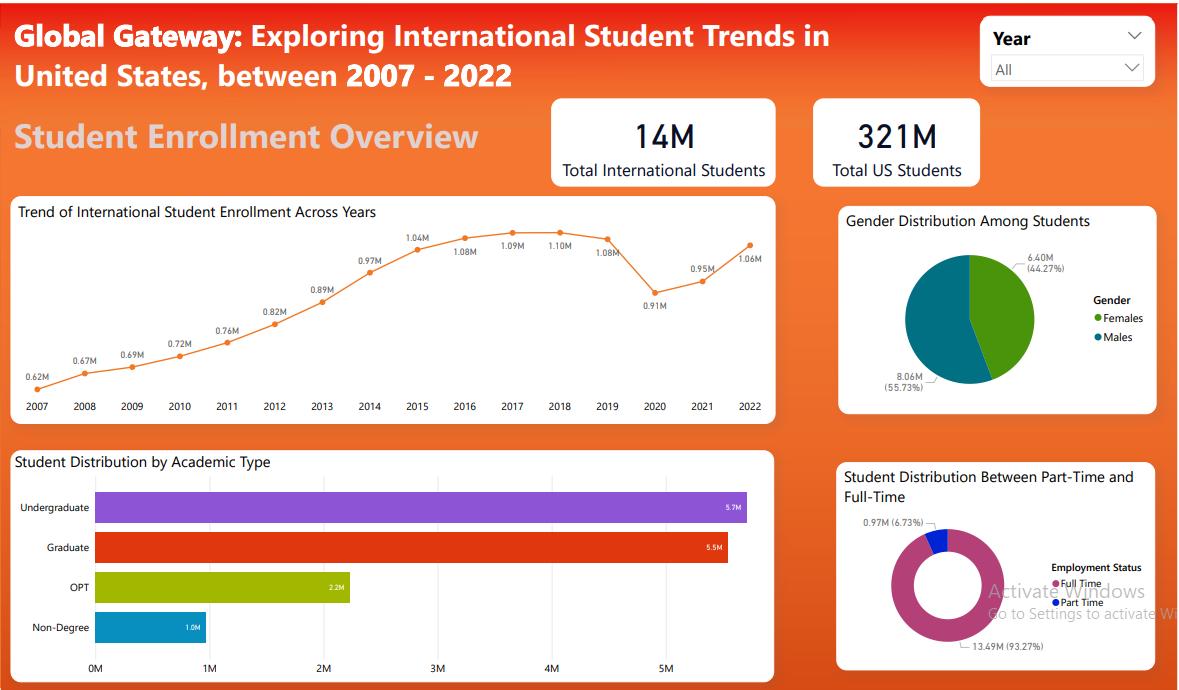 Global Gateway: Exploring International Student Trends in
United States, between 2007 - 2022
Year
All
Student Enrollment Overview
14M
Total International Students
321M
Total US Students
Trend of International Student Enrollment Across Years
0.62M
0.67M
0.69M
0.72M
0.76M
0.82M
0.89M
0.97M
1.04M
1.08M
1.09M
1.10M
1.08M
0.91M
0.95M
1.06M
2007 2008 2009 2010 2011 2012 2013 2014 2015 2016 2017 2018 2019 2020 2021 2022
Gender Distribution Among Students
6.40M
(44.27%)
8.06M
(55.73%)
Gender
Females
Males
Student Distribution by Academic Type
Undergraduate 5.7M
Graduate 5.5M
OPT 2.2M
Non-Degree 1.0M
0M 1M 2M 3M 4M 5M
Student Distribution Between Part-Time and
Full-Time
0.97M (6.73%)
13.49M (93.27%)
Employment Status
Full Time
Part Time
Activate Windows
Go to Settings to activate Wi